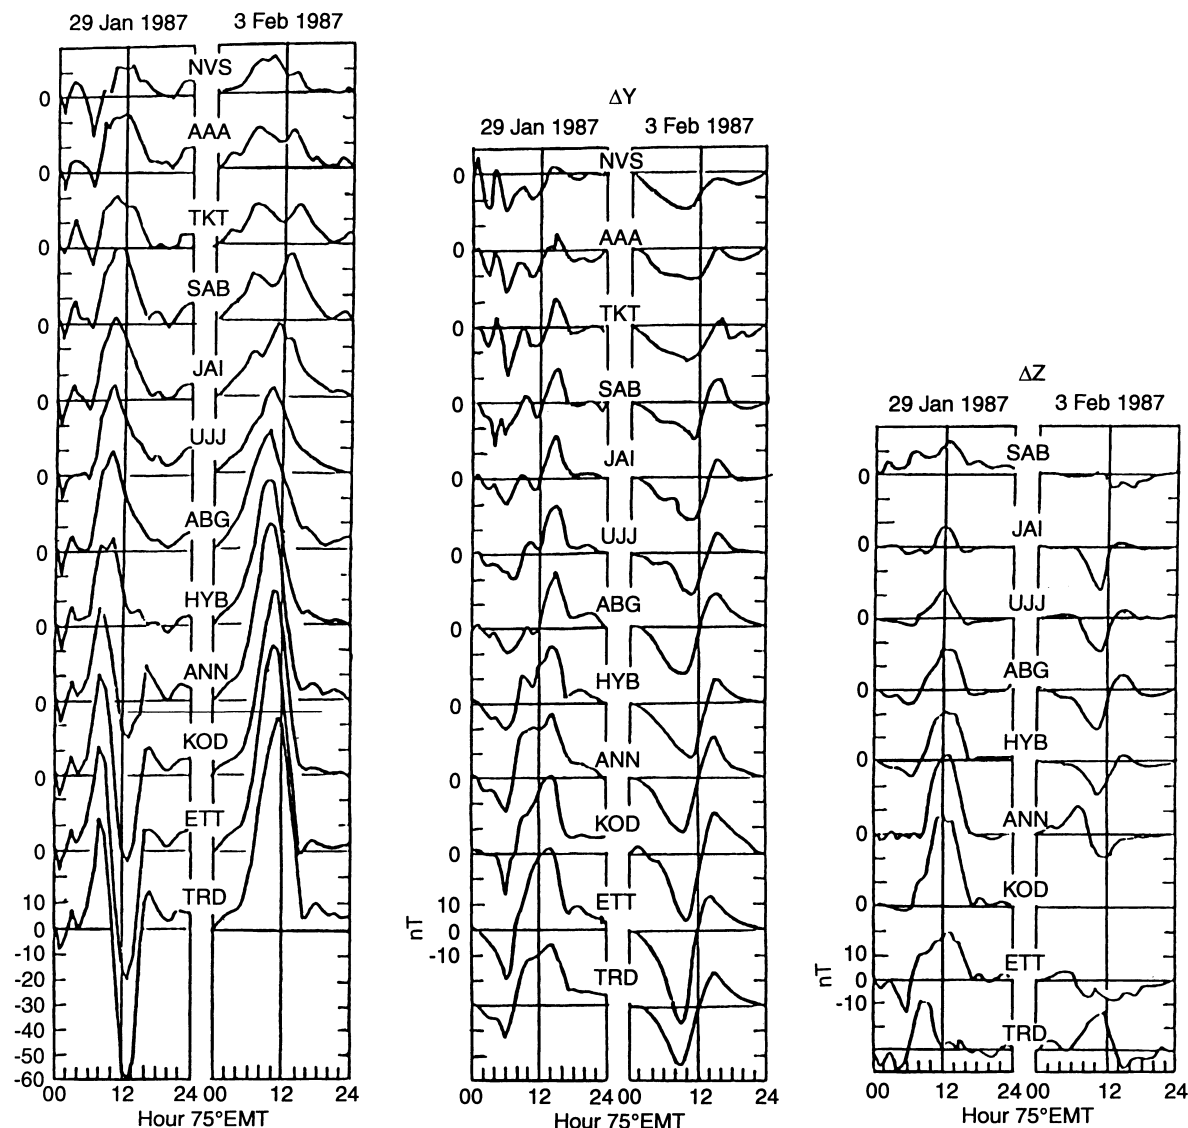 29 Jan 1987 3 Feb 1987
NVS
0
AAA
0
TKT
0
SAB
0
JAI
0
UJJ
0
ABG
0
HYB
0
ANN
0
KOD
0
ETT
0
TRD
10
0
-10
-20
-30
-40
-50
-60
00 12 24 00 12 24
Hour 75°EMT
ΔY
29 Jan 1987 3 Feb 1987
NVS
0
AAA
0
TKT
0
SAB
0
JAI
0
UJJ
0
ABG
0
HYB
0
ANN
0
KOD
0
ETT
10
0
-10
nT
TRD
00 12 24 00 12 24
Hour 75°EMT
ΔZ
29 Jan 1987 3 Feb 1987
SAB
0
JAI
0
UJJ
0
ABG
0
HYB
0
ANN
0
KOD
0
ETT
10
0
-10
nT
TRD
00 12 24 00 12 24
Hour 75°EMT